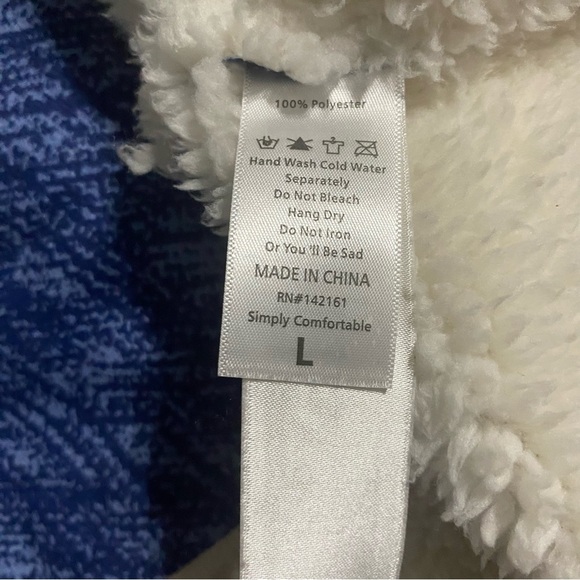 100% Polyester
Hand Wash Cold Water
Separately
Do Not Bleach
Hang Dry
Do Not Iron
Or You 'll Be Sad
MADE IN CHINA
RN#142161
Simply Comfortable
L